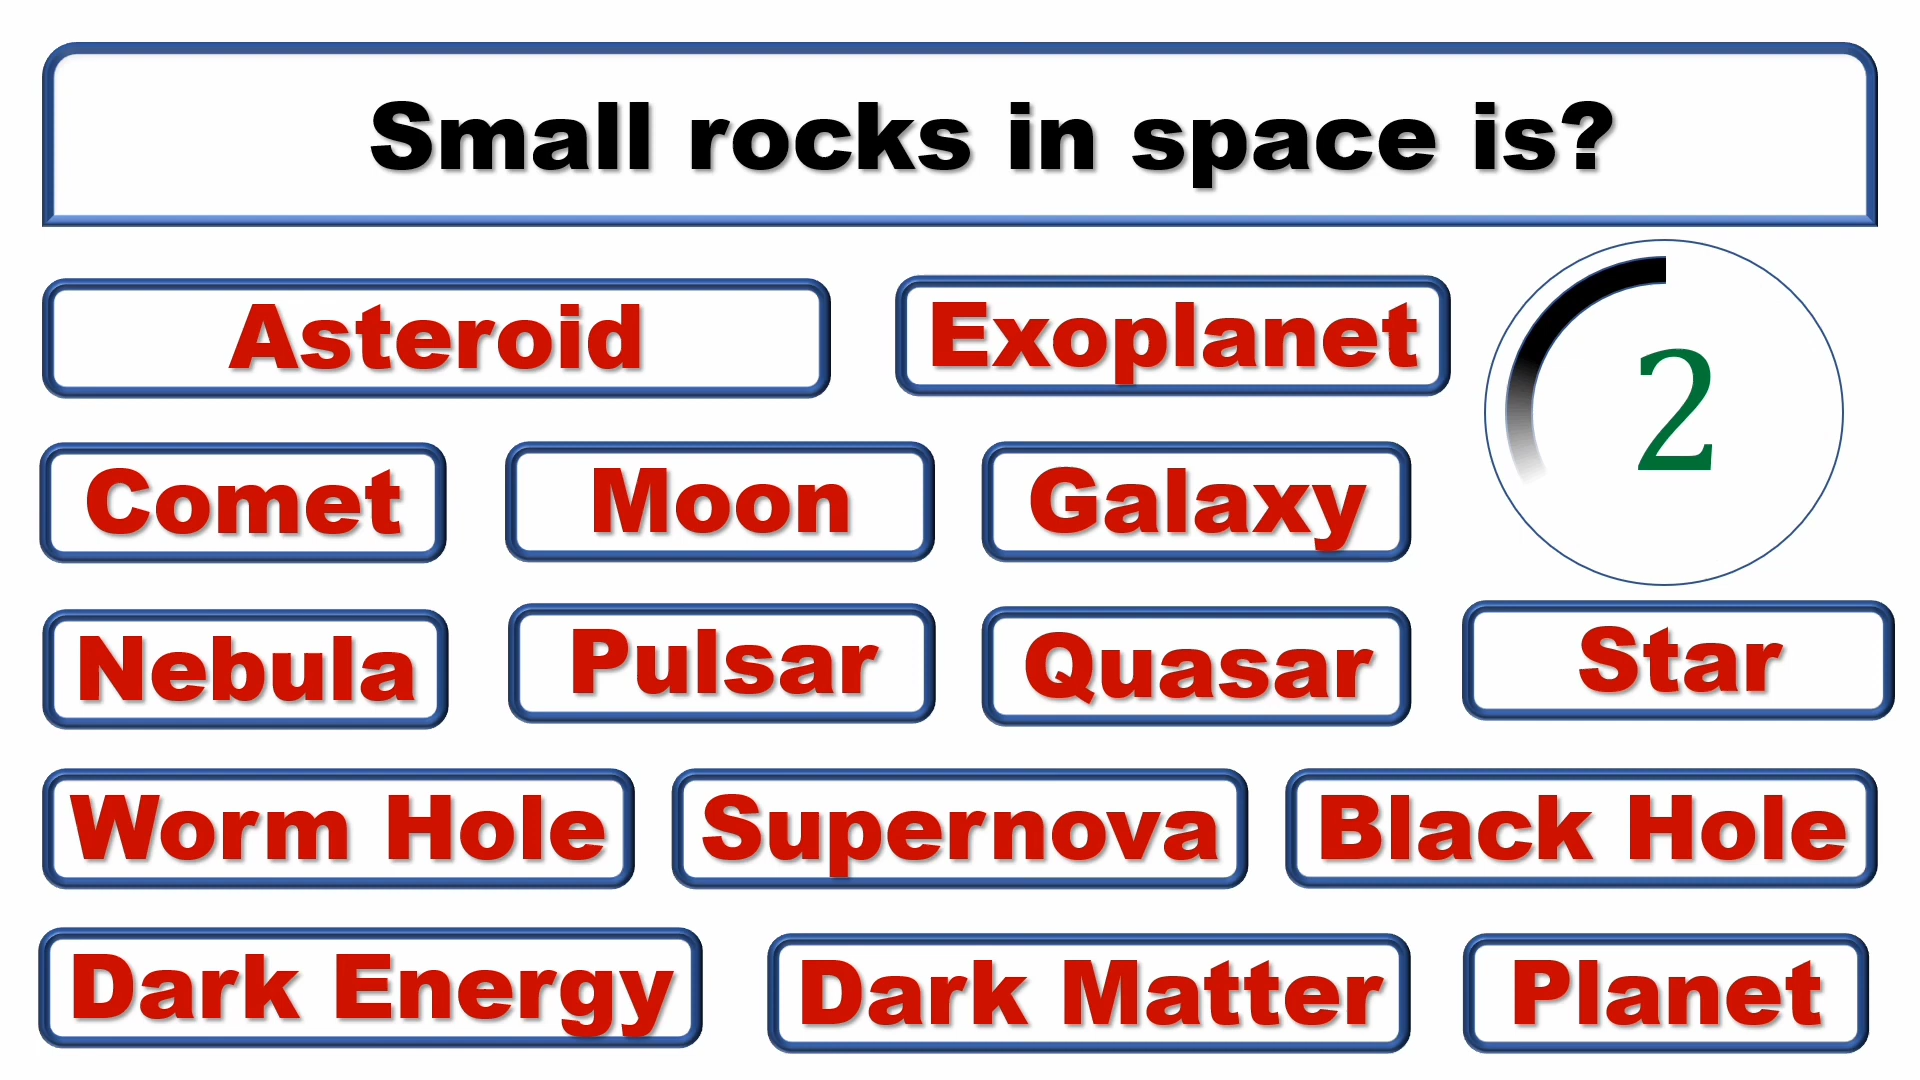 Small rocks in space is?
Asteroid
Exoplanet
2
Comet
Moon
Galaxy
Nebula
Pulsar
Quasar
Star
Worm Hole
Supernova
Black Hole
Dark Energy
Dark Matter
Planet